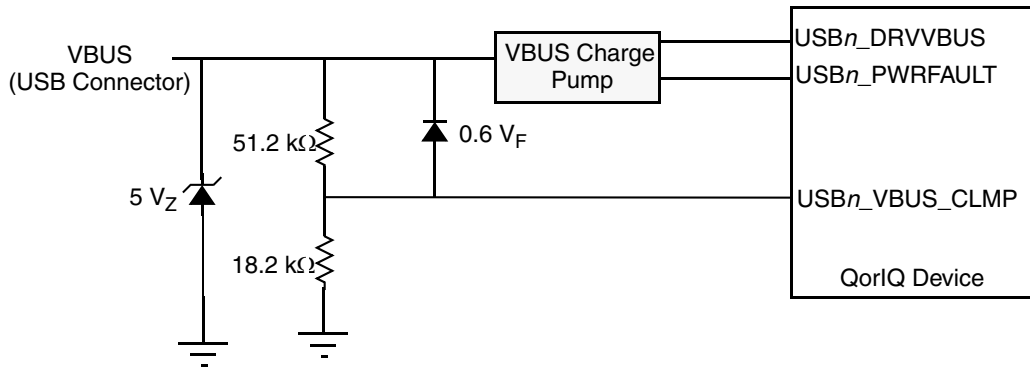 VBUS
(USB Connector)
VBUS Charge
Pump
USBn_DRVVBUS
USBn_PWRFAULT
51.2 kΩ
0.6 VF
5 VZ
USBn_VBUS_CLMP
18.2 kΩ
QorIQ Device